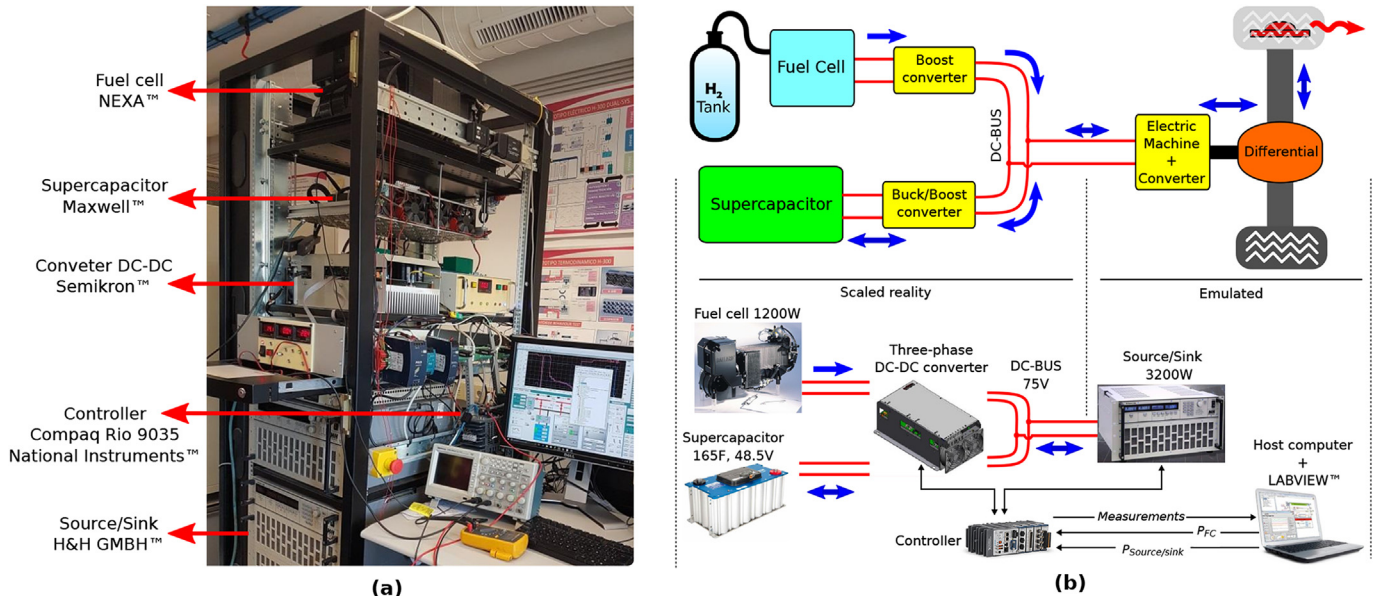 Fuel cell
NEXA™
Supercapacitor
Maxwell™
Conveter DC-DC
Semikron™
Controller
Compaq Rio 9035
National Instruments™
Source/Sink
H&H GMBH™
(a)
H2
Tank
Fuel Cell
Boost
converter
DC-BUS
Electric
Machine
+
Converter
Differential
Supercapacitor
Buck/Boost
converter
Scaled reality
Emulated
Fuel cell 1200W
Three-phase
DC-DC converter
DC-BUS
75V
Source/Sink
3200W
Supercapacitor
165F, 48.5V
Host computer
+
LABVIEW™
Controller
Measurements
PFC
PSource/sink
(b)